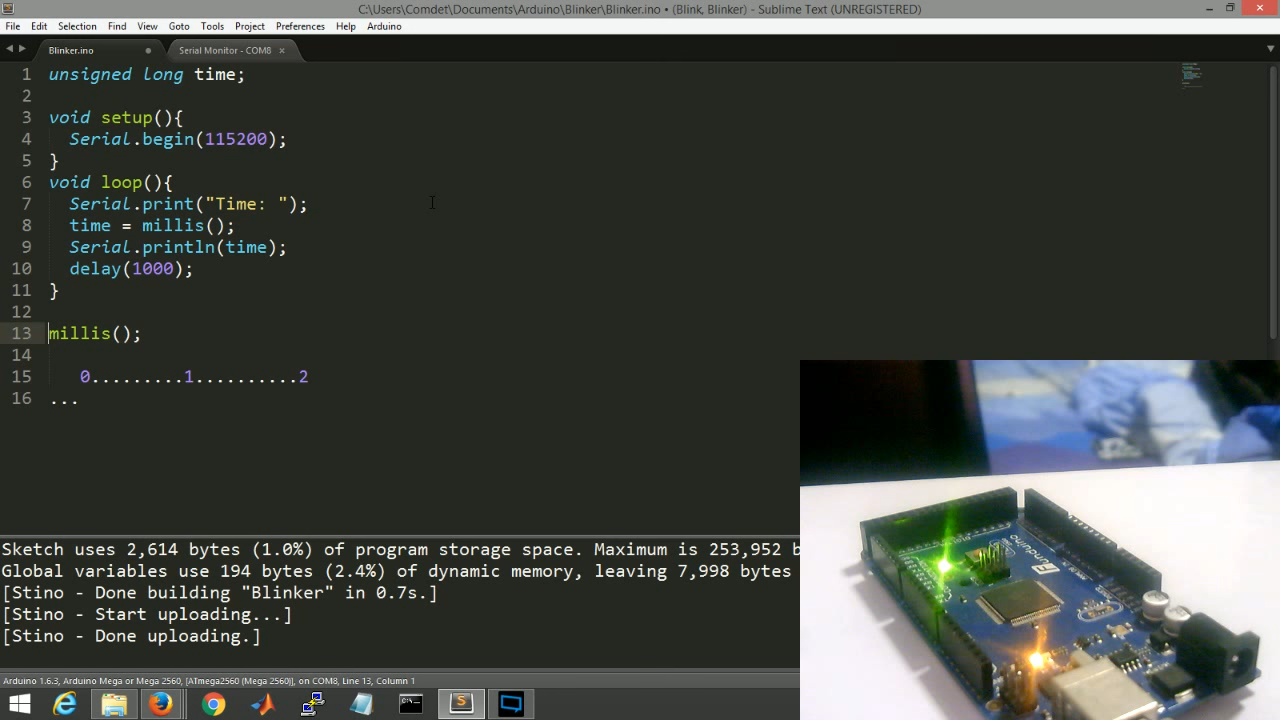 C:\Users\Comdet\Documents\Arduino\Blinker\Blinker.ino • (Blink, Blinker) - Sublime Text (UNREGISTERED)
File Edit Selection Find View Goto Tools Project Preferences Help Arduino
Blinker.ino Serial Monitor - COM8
1 unsigned long time;
2
3 void setup(){
4 Serial.begin(115200);
5 }
6 void loop(){
7 Serial.print("Time: ");
8 time = millis();
9 Serial.println(time);
10 delay(1000);
11 }
12
13 millis();
14
15 0.........1..........2
16 ...
Sketch uses 2,614 bytes (1.0%) of program storage space. Maximum is 253,952 b
Global variables use 194 bytes (2.4%) of dynamic memory, leaving 7,998 bytes
[Stino - Done building "Blinker" in 0.7s.]
[Stino - Start uploading...]
[Stino - Done uploading.]
Arduino 1.6.3, Arduino Mega or Mega 2560, [ATmega2560 (Mega 2560)], on COM8, Line 13, Column 1